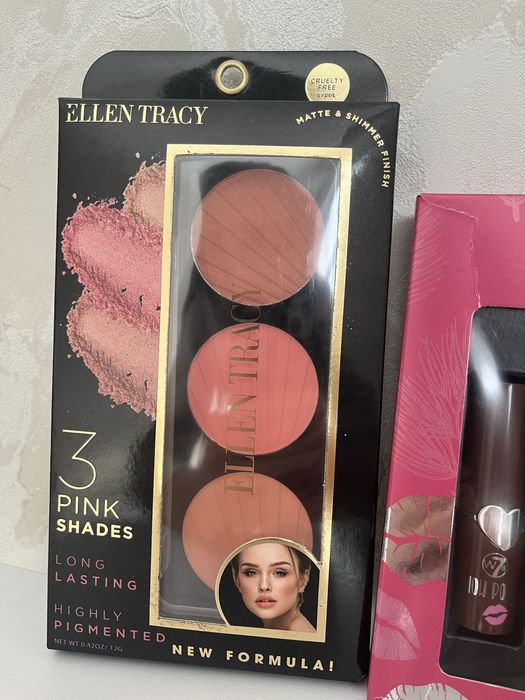 ELLEN TRACY
CRUELTY
FREE
MATTE & SHIMMER FINISH
ELLEN TRACY
3
PINK
SHADES
LONG
LASTING
HIGHLY
PIGMENTED
NET WT 0.42OZ/ 12G
NEW FORMULA!
W7